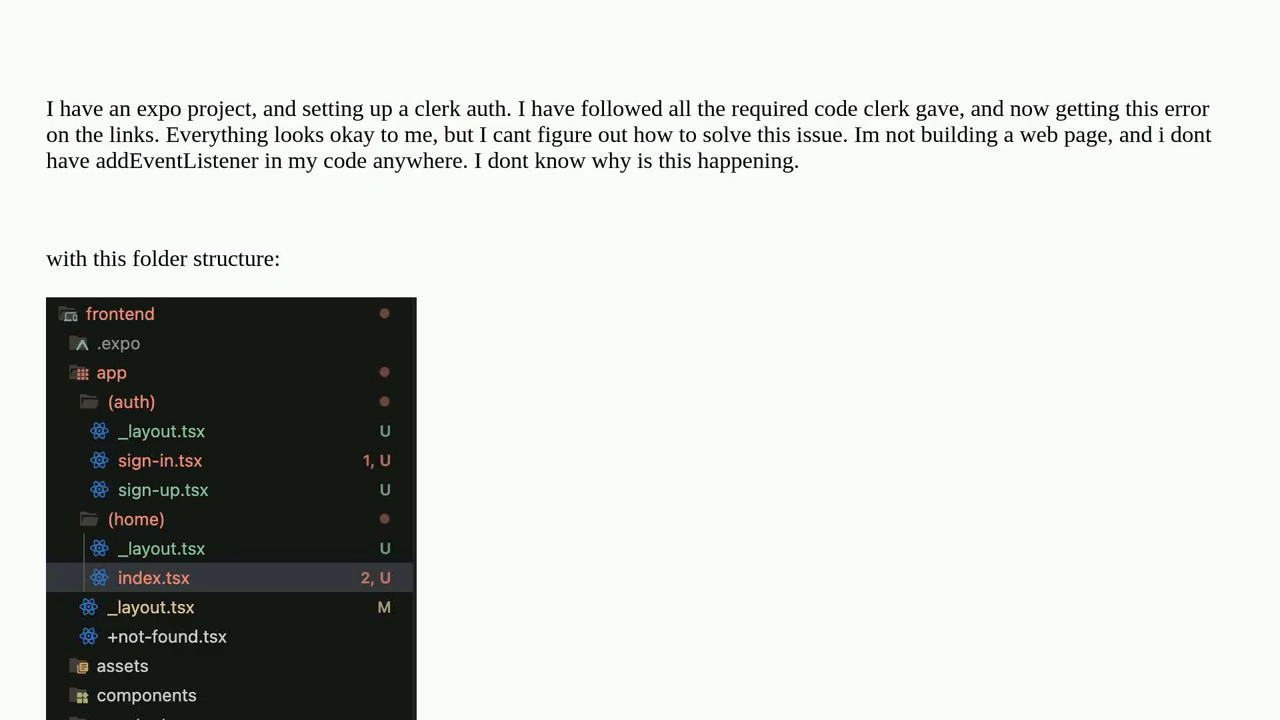 I have an expo project, and setting up a clerk auth. I have followed all the required code clerk gave, and now getting this error
on the links. Everything looks okay to me, but I cant figure out how to solve this issue. Im not building a web page, and i dont
have addEventListener in my code anywhere. I dont know why is this happening.
with this folder structure:
frontend
.expo
app
(auth)
_layout.tsx U
sign-in.tsx 1, U
sign-up.tsx U
(home)
_layout.tsx U
index.tsx 2, U
_layout.tsx M
+not-found.tsx
assets
components